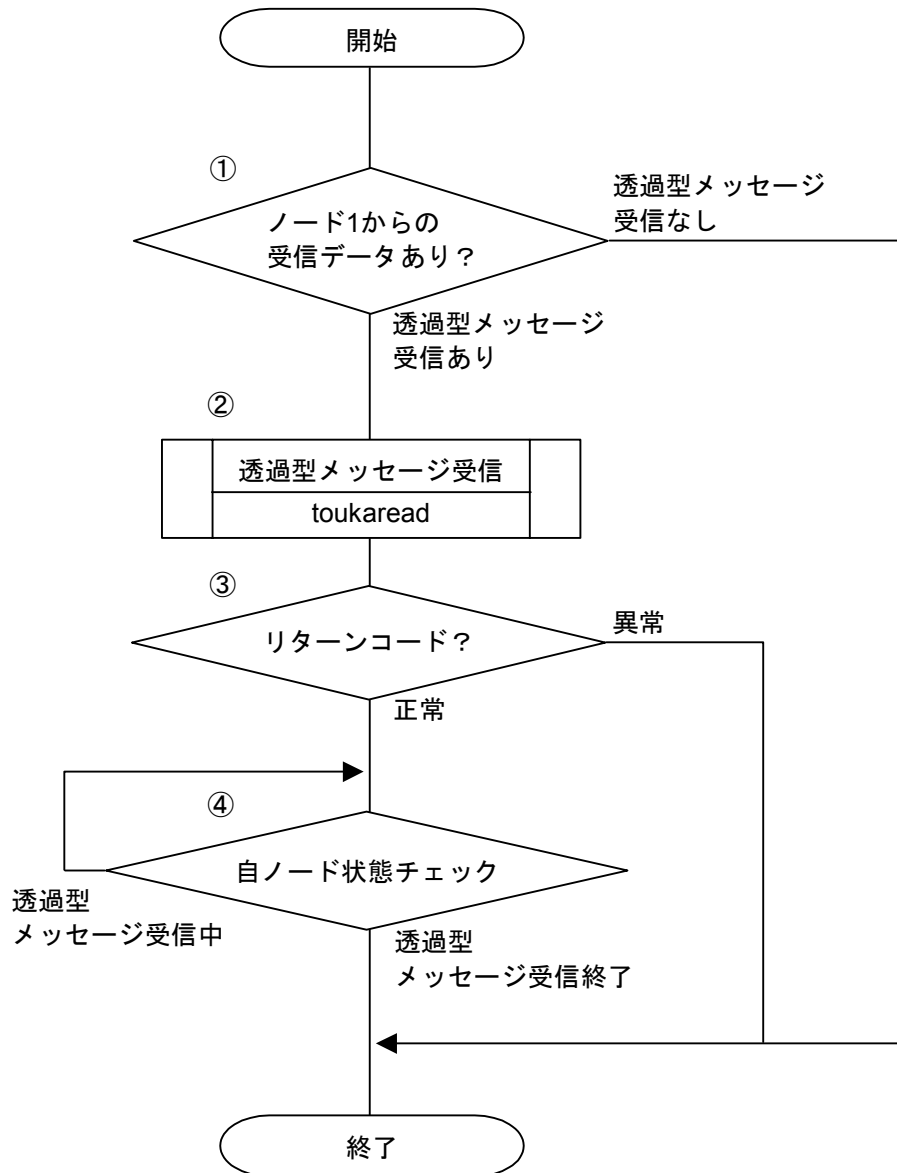 開始
①
ノード1からの
受信データあり？
透過型メッセージ
受信なし
透過型メッセージ
受信あり
②
透過型メッセージ受信
toukaread
③
リターンコード？
異常
正常
④
自ノード状態チェック
透過型
メッセージ受信中
透過型
メッセージ受信終了
終了